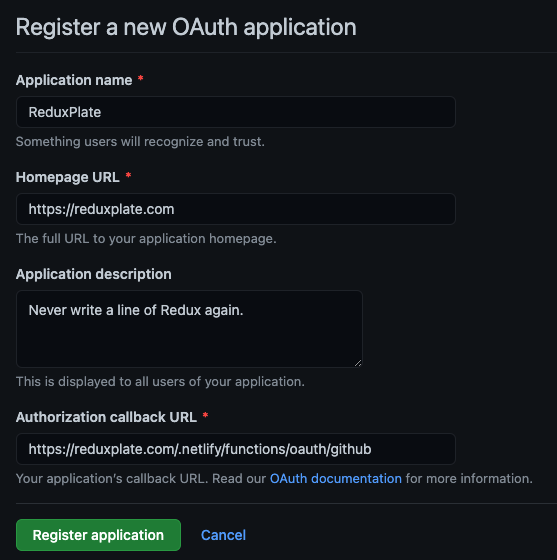 Register a new OAuth application
Application name *
ReduxPlate
Something users will recognize and trust.
Homepage URL *
https://reduxplate.com
The full URL to your application homepage.
Application description
Never write a line of Redux again.
This is displayed to all users of your application.
Authorization callback URL *
https://reduxplate.com/.netlify/functions/oauth/github
Your application’s callback URL. Read our OAuth documentation for more information.
Register application Cancel